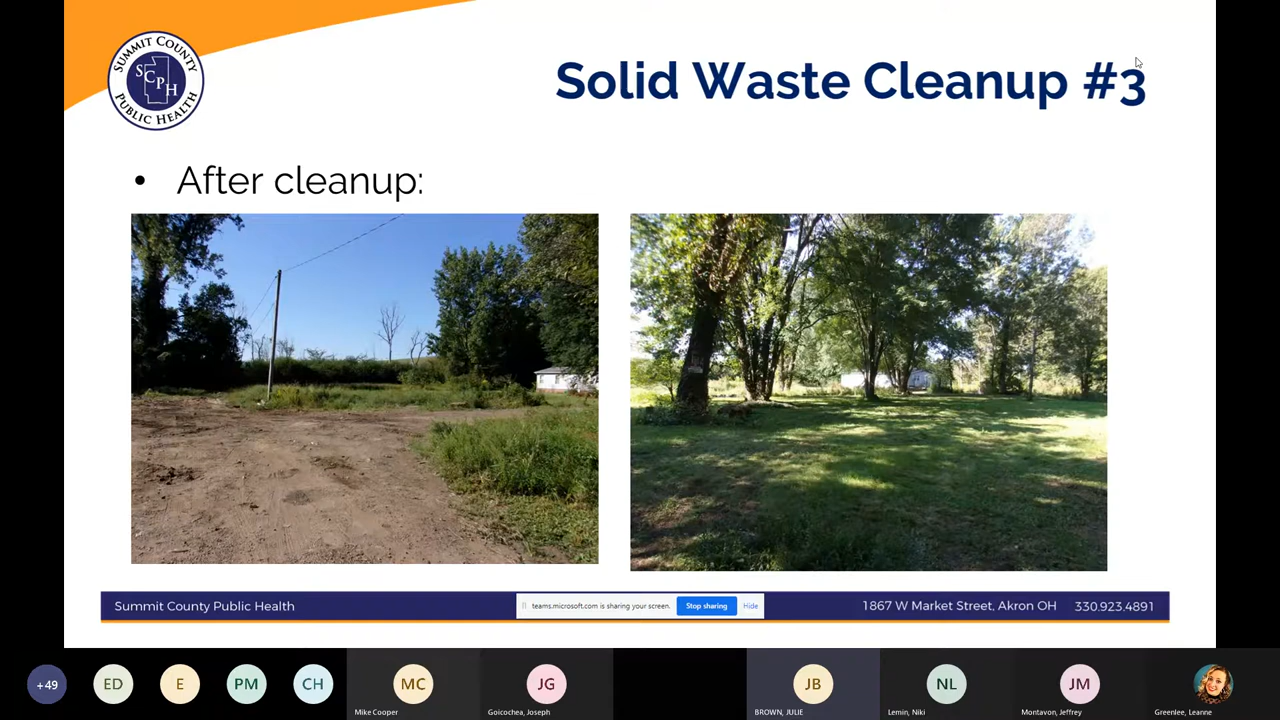 SUMMIT COUNTY
SCPH
PUBLIC HEALTH
Solid Waste Cleanup #3
• After cleanup:
Summit County Public Health
teams.microsoft.com is sharing your screen.
Stop sharing
Hide
1867 W Market Street, Akron OH 330.923.4891
+49
ED
E
PM
CH
MC
JG
JB
NL
JM
Mike Cooper
Goicochea, Joseph
BROWN, JULIE
Lemin, Niki
Montavon, Jeffrey
Greenlee, Leanne